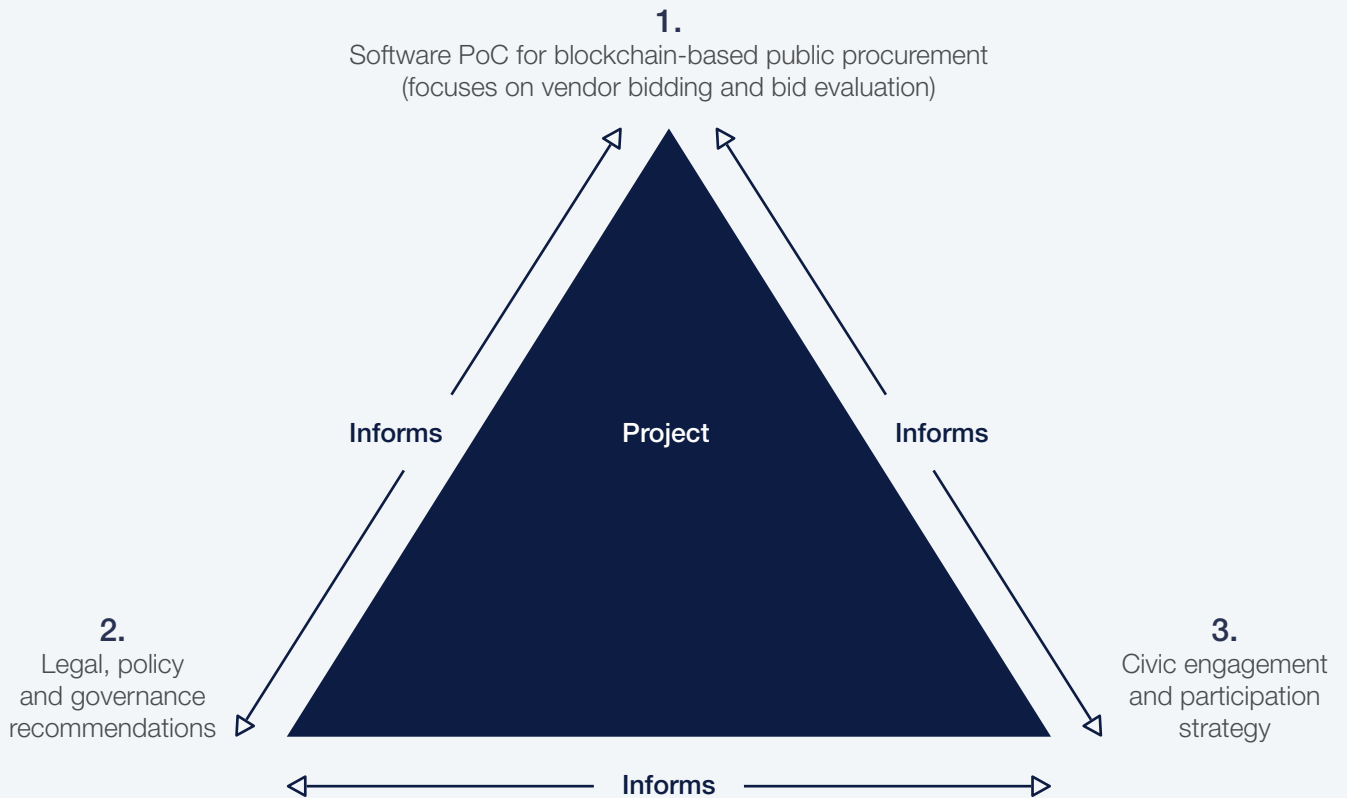 1.
Software PoC for blockchain-based public procurement
(focuses on vendor bidding and bid evaluation)
Informs
Project
Informs
2.
Legal, policy
and governance
recommendations
3.
Civic engagement
and participation
strategy
Informs